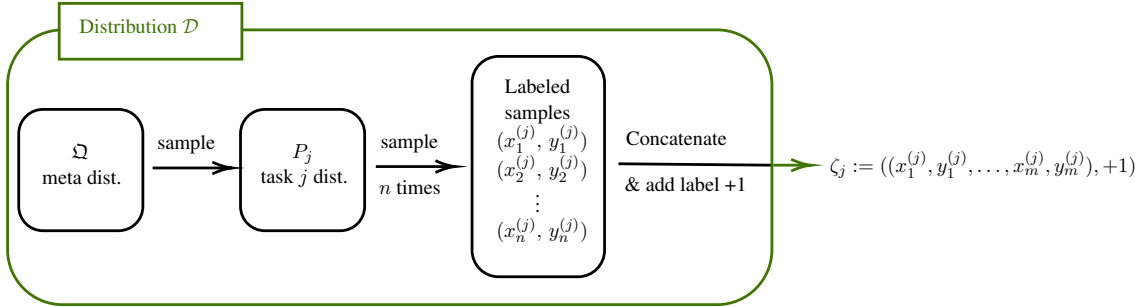 Distribution 𝒟
𝔔
meta dist.
sample
P_j
task j dist.
sample
n times
Labeled
samples
(x_1^{(j)}, y_1^{(j)})
(x_2^{(j)}, y_2^{(j)})
⋮
(x_n^{(j)}, y_n^{(j)})
Concatenate
& add label +1
ζ_j := ((x_1^{(j)}, y_1^{(j)}, . . . , x_m^{(j)}, y_m^{(j)}), +1)